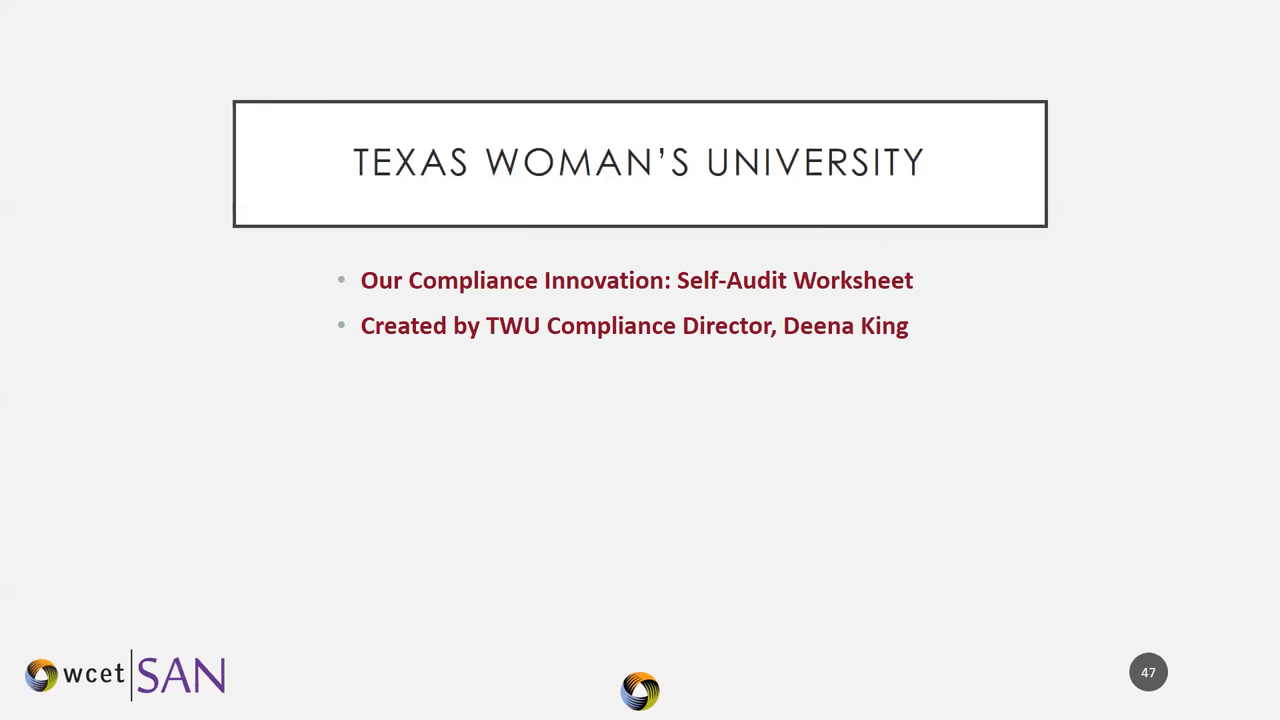 TEXAS WOMAN’S UNIVERSITY
• Our Compliance Innovation: Self-Audit Worksheet
• Created by TWU Compliance Director, Deena King
wcet|SAN
47